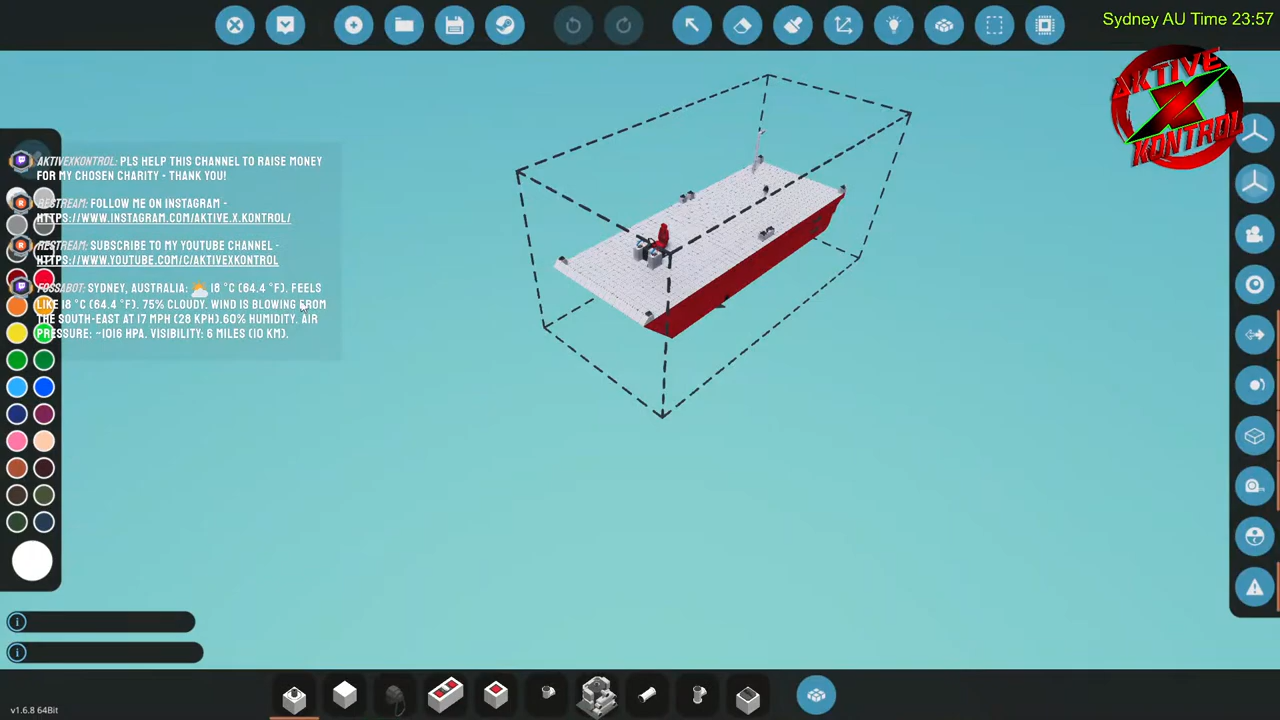 Sydney AU Time 23:57
AKTIVE
X
KONTROL
AKTIVEXKONTROL: PLS HELP THIS CHANNEL TO RAISE MONEY
FOR MY CHOSEN CHARITY - THANK YOU!
RESTREAM: FOLLOW ME ON INSTAGRAM -
HTTPS://WWW.INSTAGRAM.COM/AKTIVE.X.KONTROL/
RESTREAM: SUBSCRIBE TO MY YOUTUBE CHANNEL -
HTTPS://WWW.YOUTUBE.COM/C/AKTIVEXKONTROL
FOSSABOT: SYDNEY, AUSTRALIA: 18 °C (64.4 °F). FEELS
LIKE 18 °C (64.4 °F). 75% CLOUDY. WIND IS BLOWING FROM
THE SOUTH-EAST AT 17 MPH (28 KPH).60% HUMIDITY. AIR
PRESSURE: ~1016 HPA. VISIBILITY: 6 MILES (10 KM).
v1.6.8 64Bit